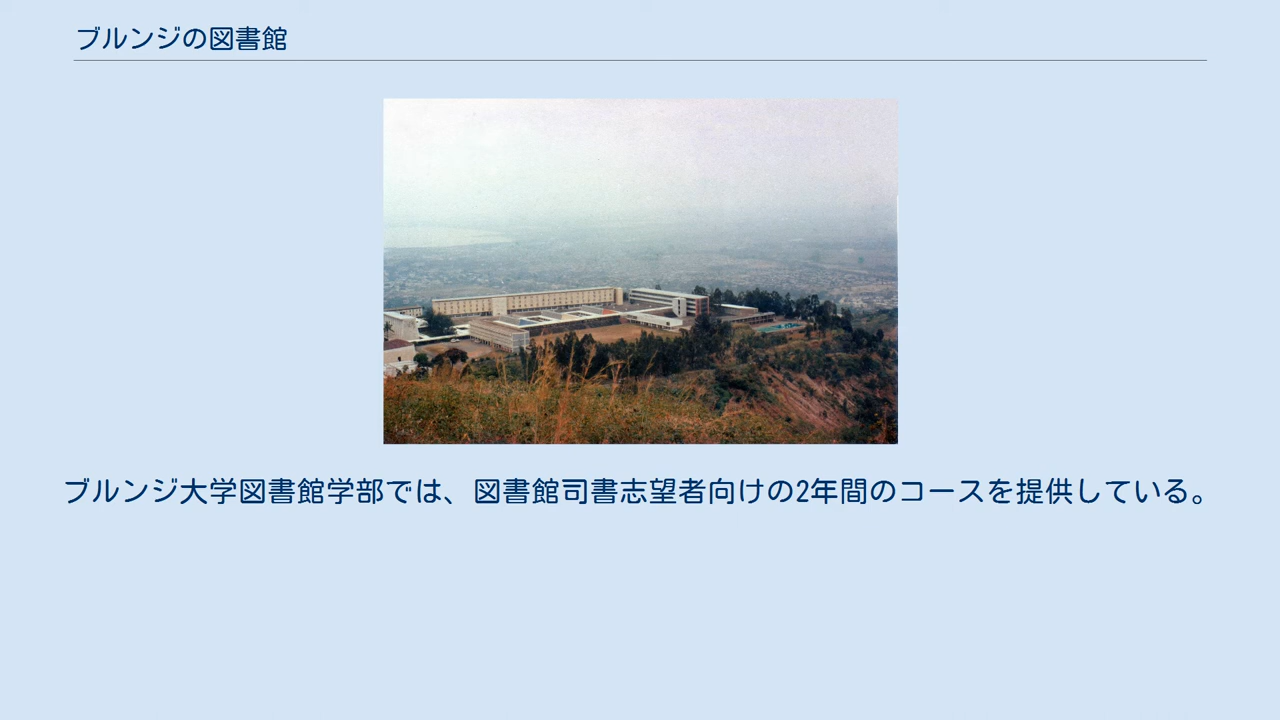 ブルンジの図書館
ブルンジ大学図書館学部では、図書館司書志望者向けの2年間のコースを提供している。